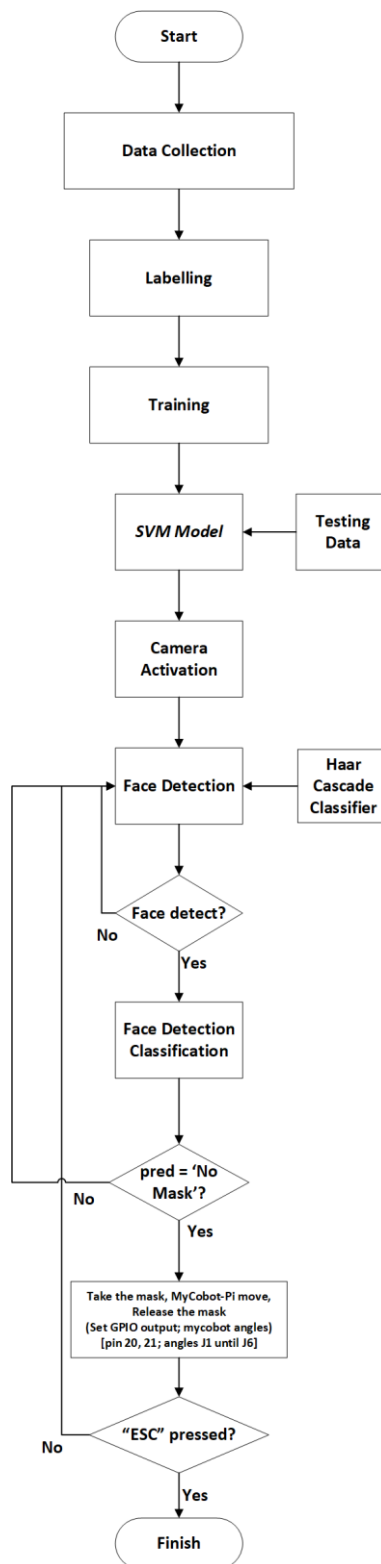 Start
Data Collection
Labelling
Training
SVM Model
Testing
Data
Camera
Activation
Face Detection
Haar
Cascade
Classifier
Face detect?
No
Yes
Face Detection
Classification
pred = ‘No
Mask’?
No
Yes
Take the mask, MyCobot-Pi move,
Release the mask
(Set GPIO output; mycobot angles)
[pin 20, 21; angles J1 until J6]
“ESC” pressed?
No
Yes
Finish